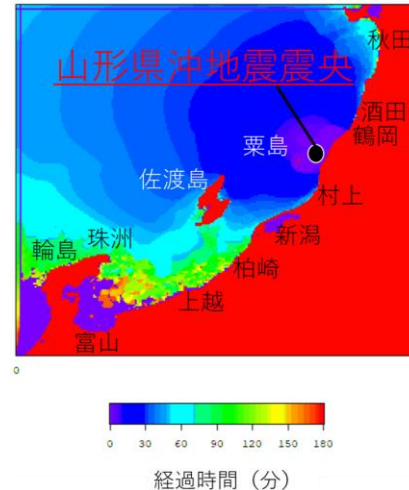 秋田
山形県沖地震震央
酒田
鶴岡
粟島
佐渡島
村上
新潟
珠洲
輪島
柏崎
上越
富山
0
0 30 60 90 120 150 180
経過時間（分）